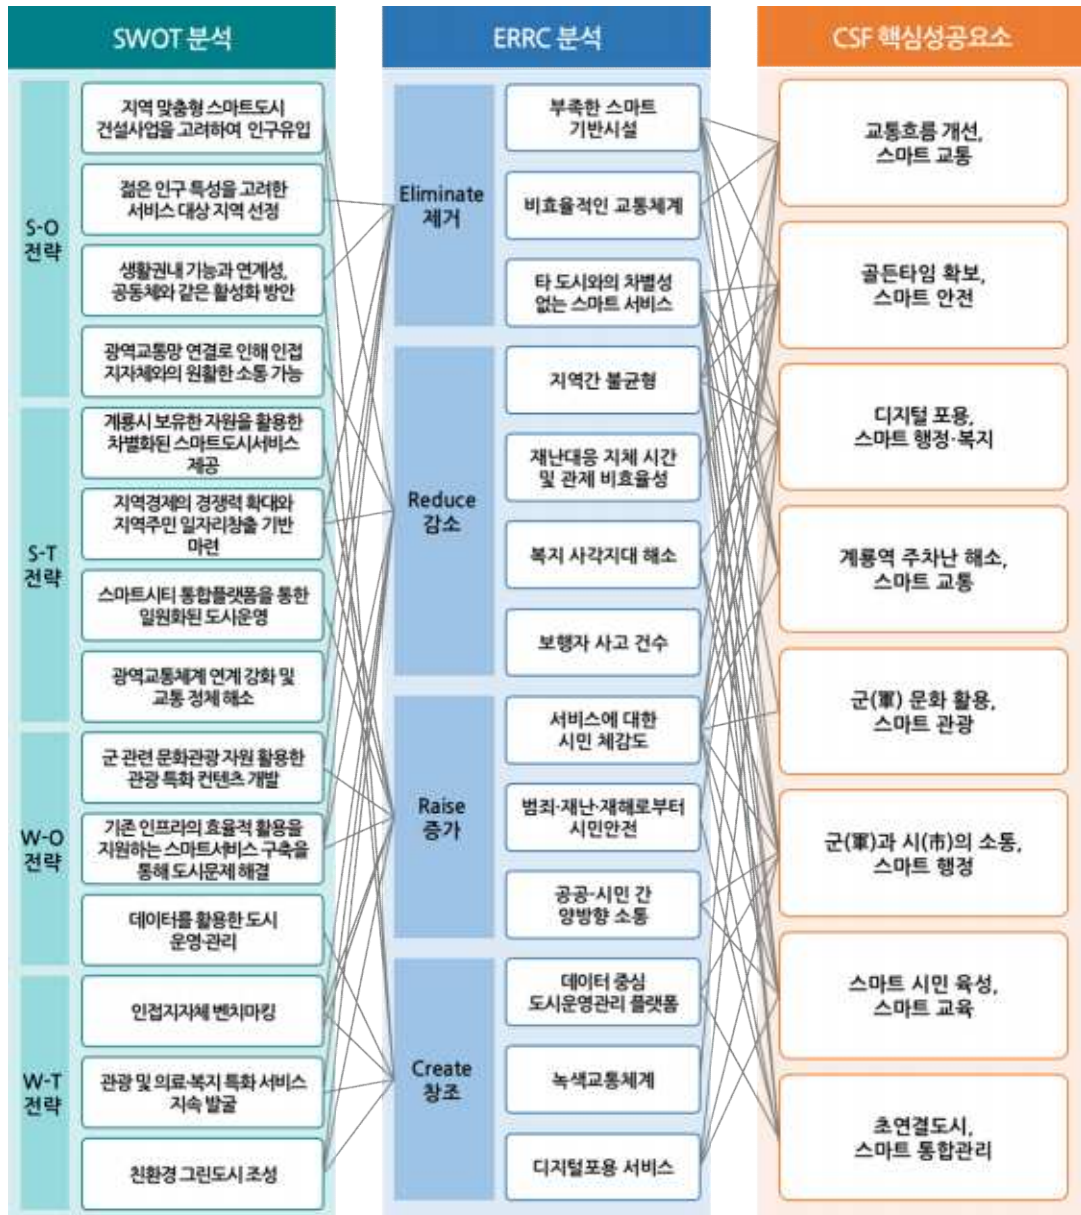 SWOT 분석
S-O
전략
지역 맞춤형 스마트도시
건설사업을 고려하여 인구유입
젊은 인구 특성을 고려한
서비스 대상 지역 선정
생활권내 기능과 연계성,
공동체와 같은 활성화 방안
광역교통망 연결로 인해 인접
지자체와의 원활한 소통 가능
S-T
전략
계룡시 보유한 자원을 활용한
차별화된 스마트도시서비스
제공
지역경제의 경쟁력 확대와
지역주민 일자리창출 기반
마련
스마트시티 통합플랫폼을 통한
일원화된 도시운영
광역교통체계 연계 강화 및
교통 정체 해소
W-O
전략
군 관련 문화관광 자원 활용한
관광 특화 컨텐츠 개발
기존 인프라의 효율적 활용을
지원하는 스마트서비스 구축을
통해 도시문제 해결
데이터를 활용한 도시
운영·관리
W-T
전략
인접지자체 벤치마킹
관광 및 의료·복지 특화 서비스
지속 발굴
친환경 그린도시 조성
ERRC 분석
Eliminate
제거
부족한 스마트
기반시설
비효율적인 교통체계
타 도시와의 차별성
없는 스마트 서비스
Reduce
감소
지역간 불균형
재난대응 지체 시간
및 관제 비효율성
복지 사각지대 해소
보행자 사고 건수
Raise
증가
서비스에 대한
시민 체감도
범죄·재난·재해로부터
시민안전
공공·시민 간
양방향 소통
Create
창조
데이터 중심
도시운영관리 플랫폼
녹색교통체계
디지털포용 서비스
CSF 핵심성공요소
교통흐름 개선,
스마트 교통
골든타임 확보,
스마트 안전
디지털 포용,
스마트 행정·복지
계룡역 주차난 해소,
스마트 교통
군(軍) 문화 활용,
스마트 관광
군(軍)과 시(市)의 소통,
스마트 행정
스마트 시민 육성,
스마트 교육
초연결도시,
스마트 통합관리